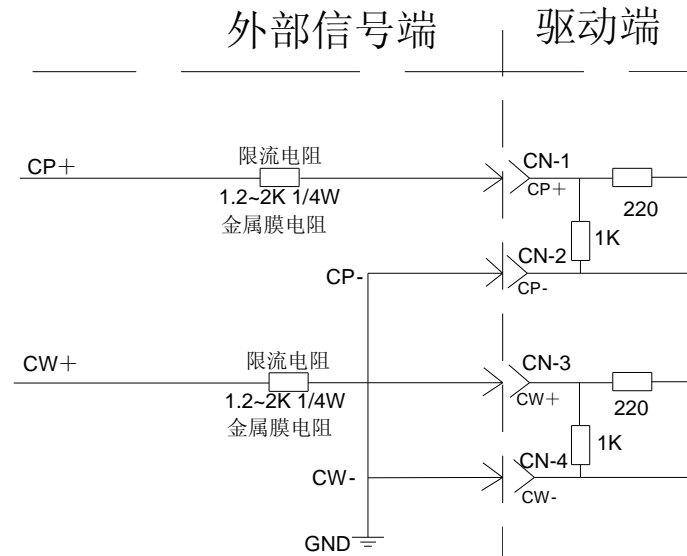 外部信号端
驱动端
CP+
限流电阻
1.2~2K 1/4W
金属膜电阻
CN-1
CP+
220
1K
CP-
CN-2
CP-
CW+
限流电阻
1.2~2K 1/4W
金属膜电阻
CN-3
CW+
220
1K
CW-
CN-4
CW-
GND